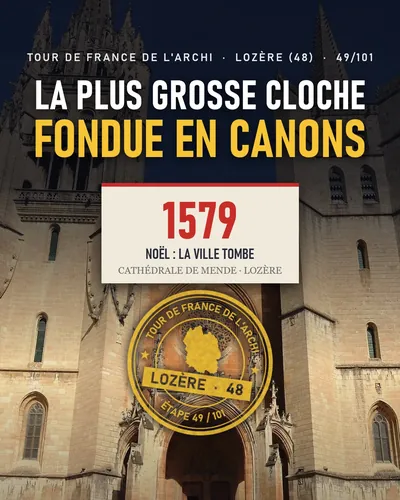 TOUR DE FRANCE DE L'ARCHI · LOZÈRE (48) · 49/101
LA PLUS GROSSE CLOCHE
FONDUE EN CANONS
1579
NOËL : LA VILLE TOMBE
CATHÉDRALE DE MENDE · LOZÈRE
TOUR DE FRANCE DE L'ARCHI
LOZÈRE · 48
ÉTAPE 49 / 101